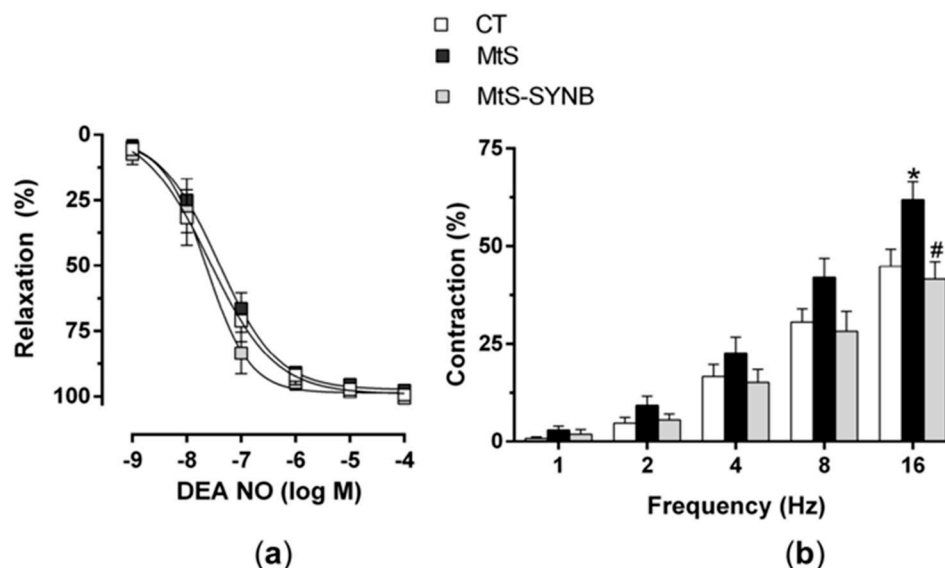 CT
MtS
MtS-SYNB
Relaxation (%)
0
25
50
75
100
-9 -8 -7 -6 -5 -4
DEA NO (log M)
(a)
Contraction (%)
75
50
25
0
* #
1 2 4 8 16
Frequency (Hz)
(b)